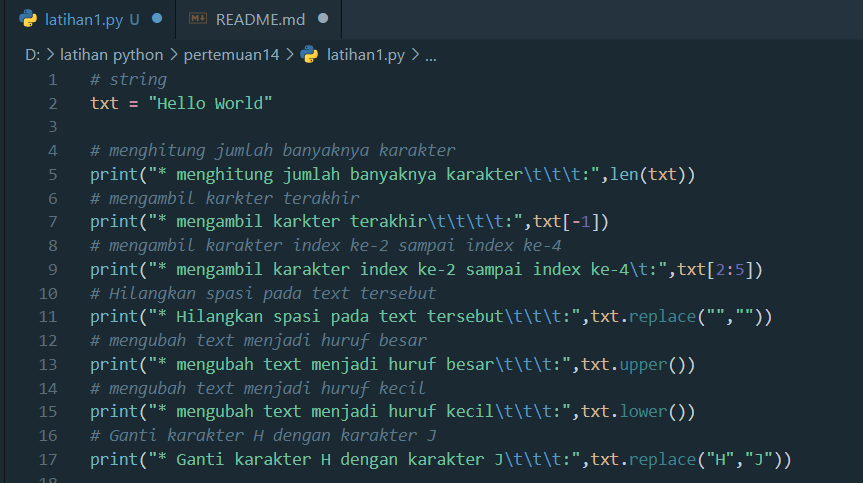 latihan1.py U
README.md
D: > latihan python > pertemuan14 > latihan1.py > ...
1 # string
2 txt = "Hello World"
3
4 # menghitung jumlah banyaknya karakter
5 print("* menghitung jumlah banyaknya karakter\t\t\t:",len(txt))
6 # mengambil karkter terakhir
7 print("* mengambil karkter terakhir\t\t\t\t:",txt[-1])
8 # mengambil karakter index ke-2 sampai index ke-4
9 print("* mengambil karakter index ke-2 sampai index ke-4\t:",txt[2:5])
10 # Hilangkan spasi pada text tersebut
11 print("* Hilangkan spasi pada text tersebut\t\t\t:",txt.replace("",""))
12 # mengubah text menjadi huruf besar
13 print("* mengubah text menjadi huruf besar\t\t\t:",txt.upper())
14 # mengubah text menjadi huruf kecil
15 print("* mengubah text menjadi huruf kecil\t\t\t:",txt.lower())
16 # Ganti karakter H dengan karakter J
17 print("* Ganti karakter H dengan karakter J\t\t\t:",txt.replace("H","J"))